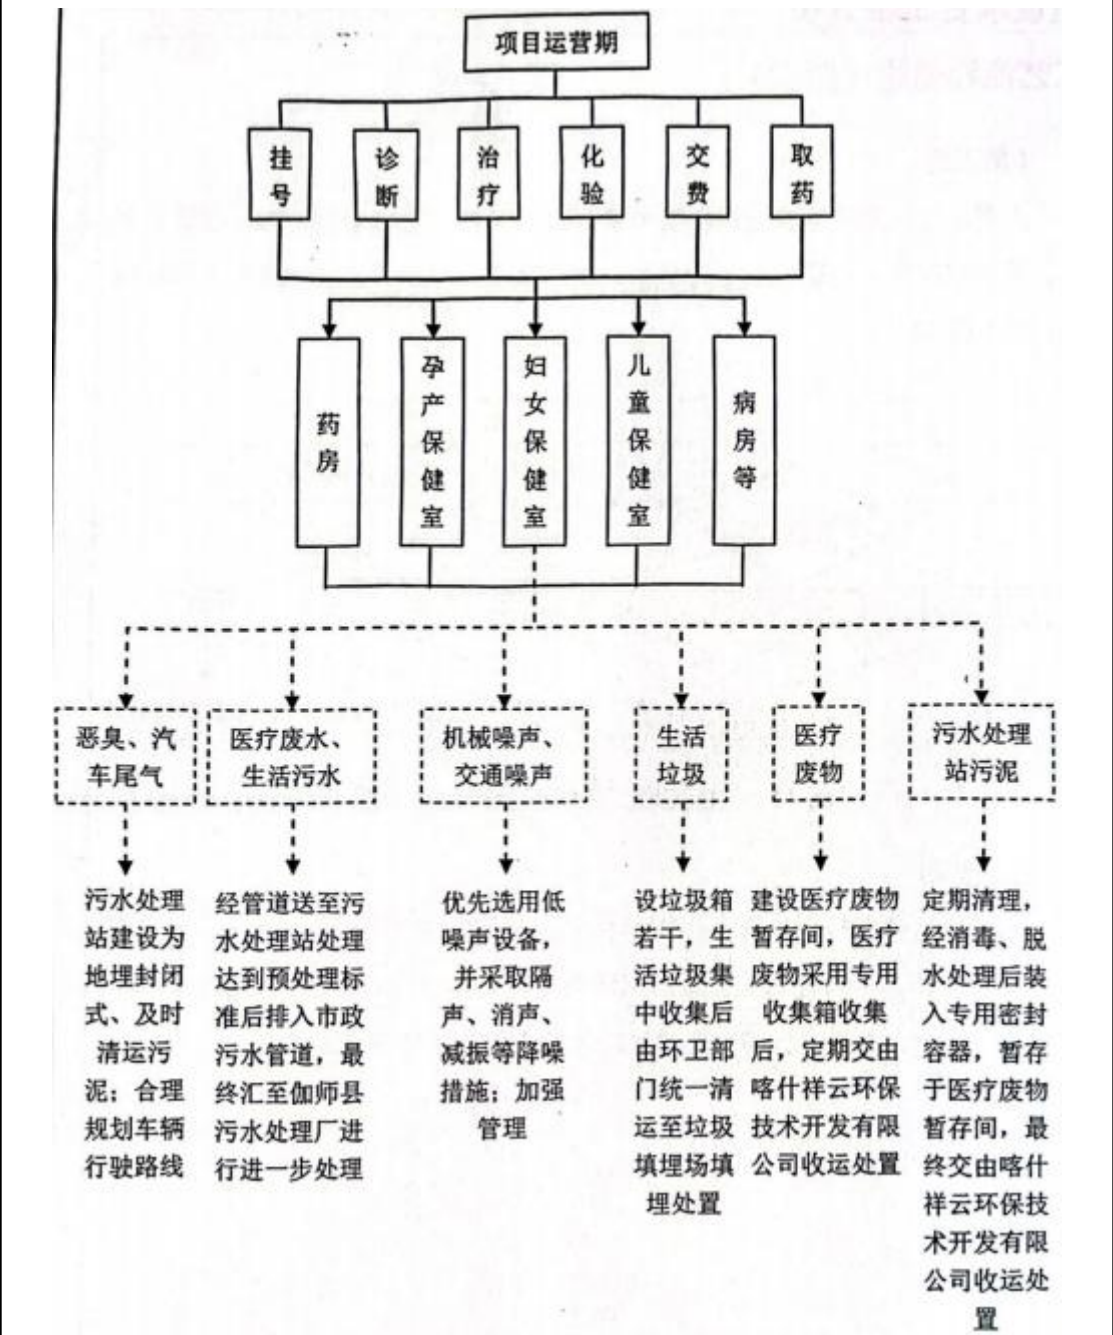 项目运营期
挂号
诊断
治疗
化验
交费
取药
药房
孕产保健室
妇女保健室
儿童保健室
病房等
恶臭、汽
车尾气
医疗废水、
生活污水
机械噪声、
交通噪声
生活
垃圾
医疗
废物
污水处理
站污泥
污水处理
站建设为
地埋封闭
式、及时
清运污
泥；合理
规划车辆
行驶路线
经管道送至污
水处理站处理
达到预处理标
准后排入市政
污水管道，最
终汇至伽师县
污水处理厂进
行进一步处理
优先选用低
噪声设备，
并采取隔
声、消声、
减振等降噪
措施；加强
管理
设垃圾箱
若干，生
活垃圾集
中收集后
由环卫部
门统一清
运至垃圾
填埋场填
埋处置
建设医疗废物
暂存间，医疗
废物采用专用
收集箱收集
后，定期交由
喀什祥云环保
技术开发有限
公司收运处置
定期清理，
经消毒、脱
水处理后装
入专用密封
容器，暂存
于医疗废物
暂存间，最
终交由喀什
祥云环保技
术开发有限
公司收运处
置